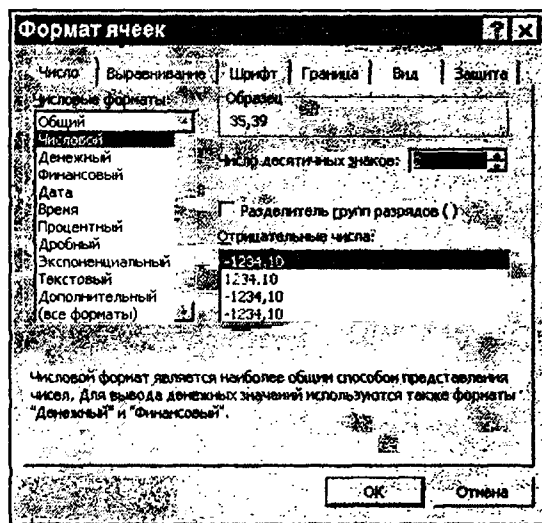 Формат ячеек
Число Выравнивание Шрифт Граница Вид Защита
Числовые форматы:
Общий
Числовой
Денежный
Финансовый
Дата
Время
Процентный
Дробный
Экспоненциальный
Текстовый
Дополнительный
(все форматы)
Образец
35,39
Число десятичных знаков:
Разделитель групп разрядов ( )
Отрицательные числа:
-1234,10
1234,10
-1234,10
-1234,10
Числовой формат является наиболее общим способом представления
чисел. Для вывода денежных значений используются также форматы
"Денежный" и "Финансовый".
ОК Отмена